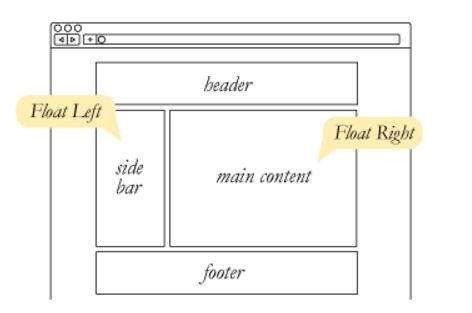 header
Float Left
Float Right
side
bar
main content
footer